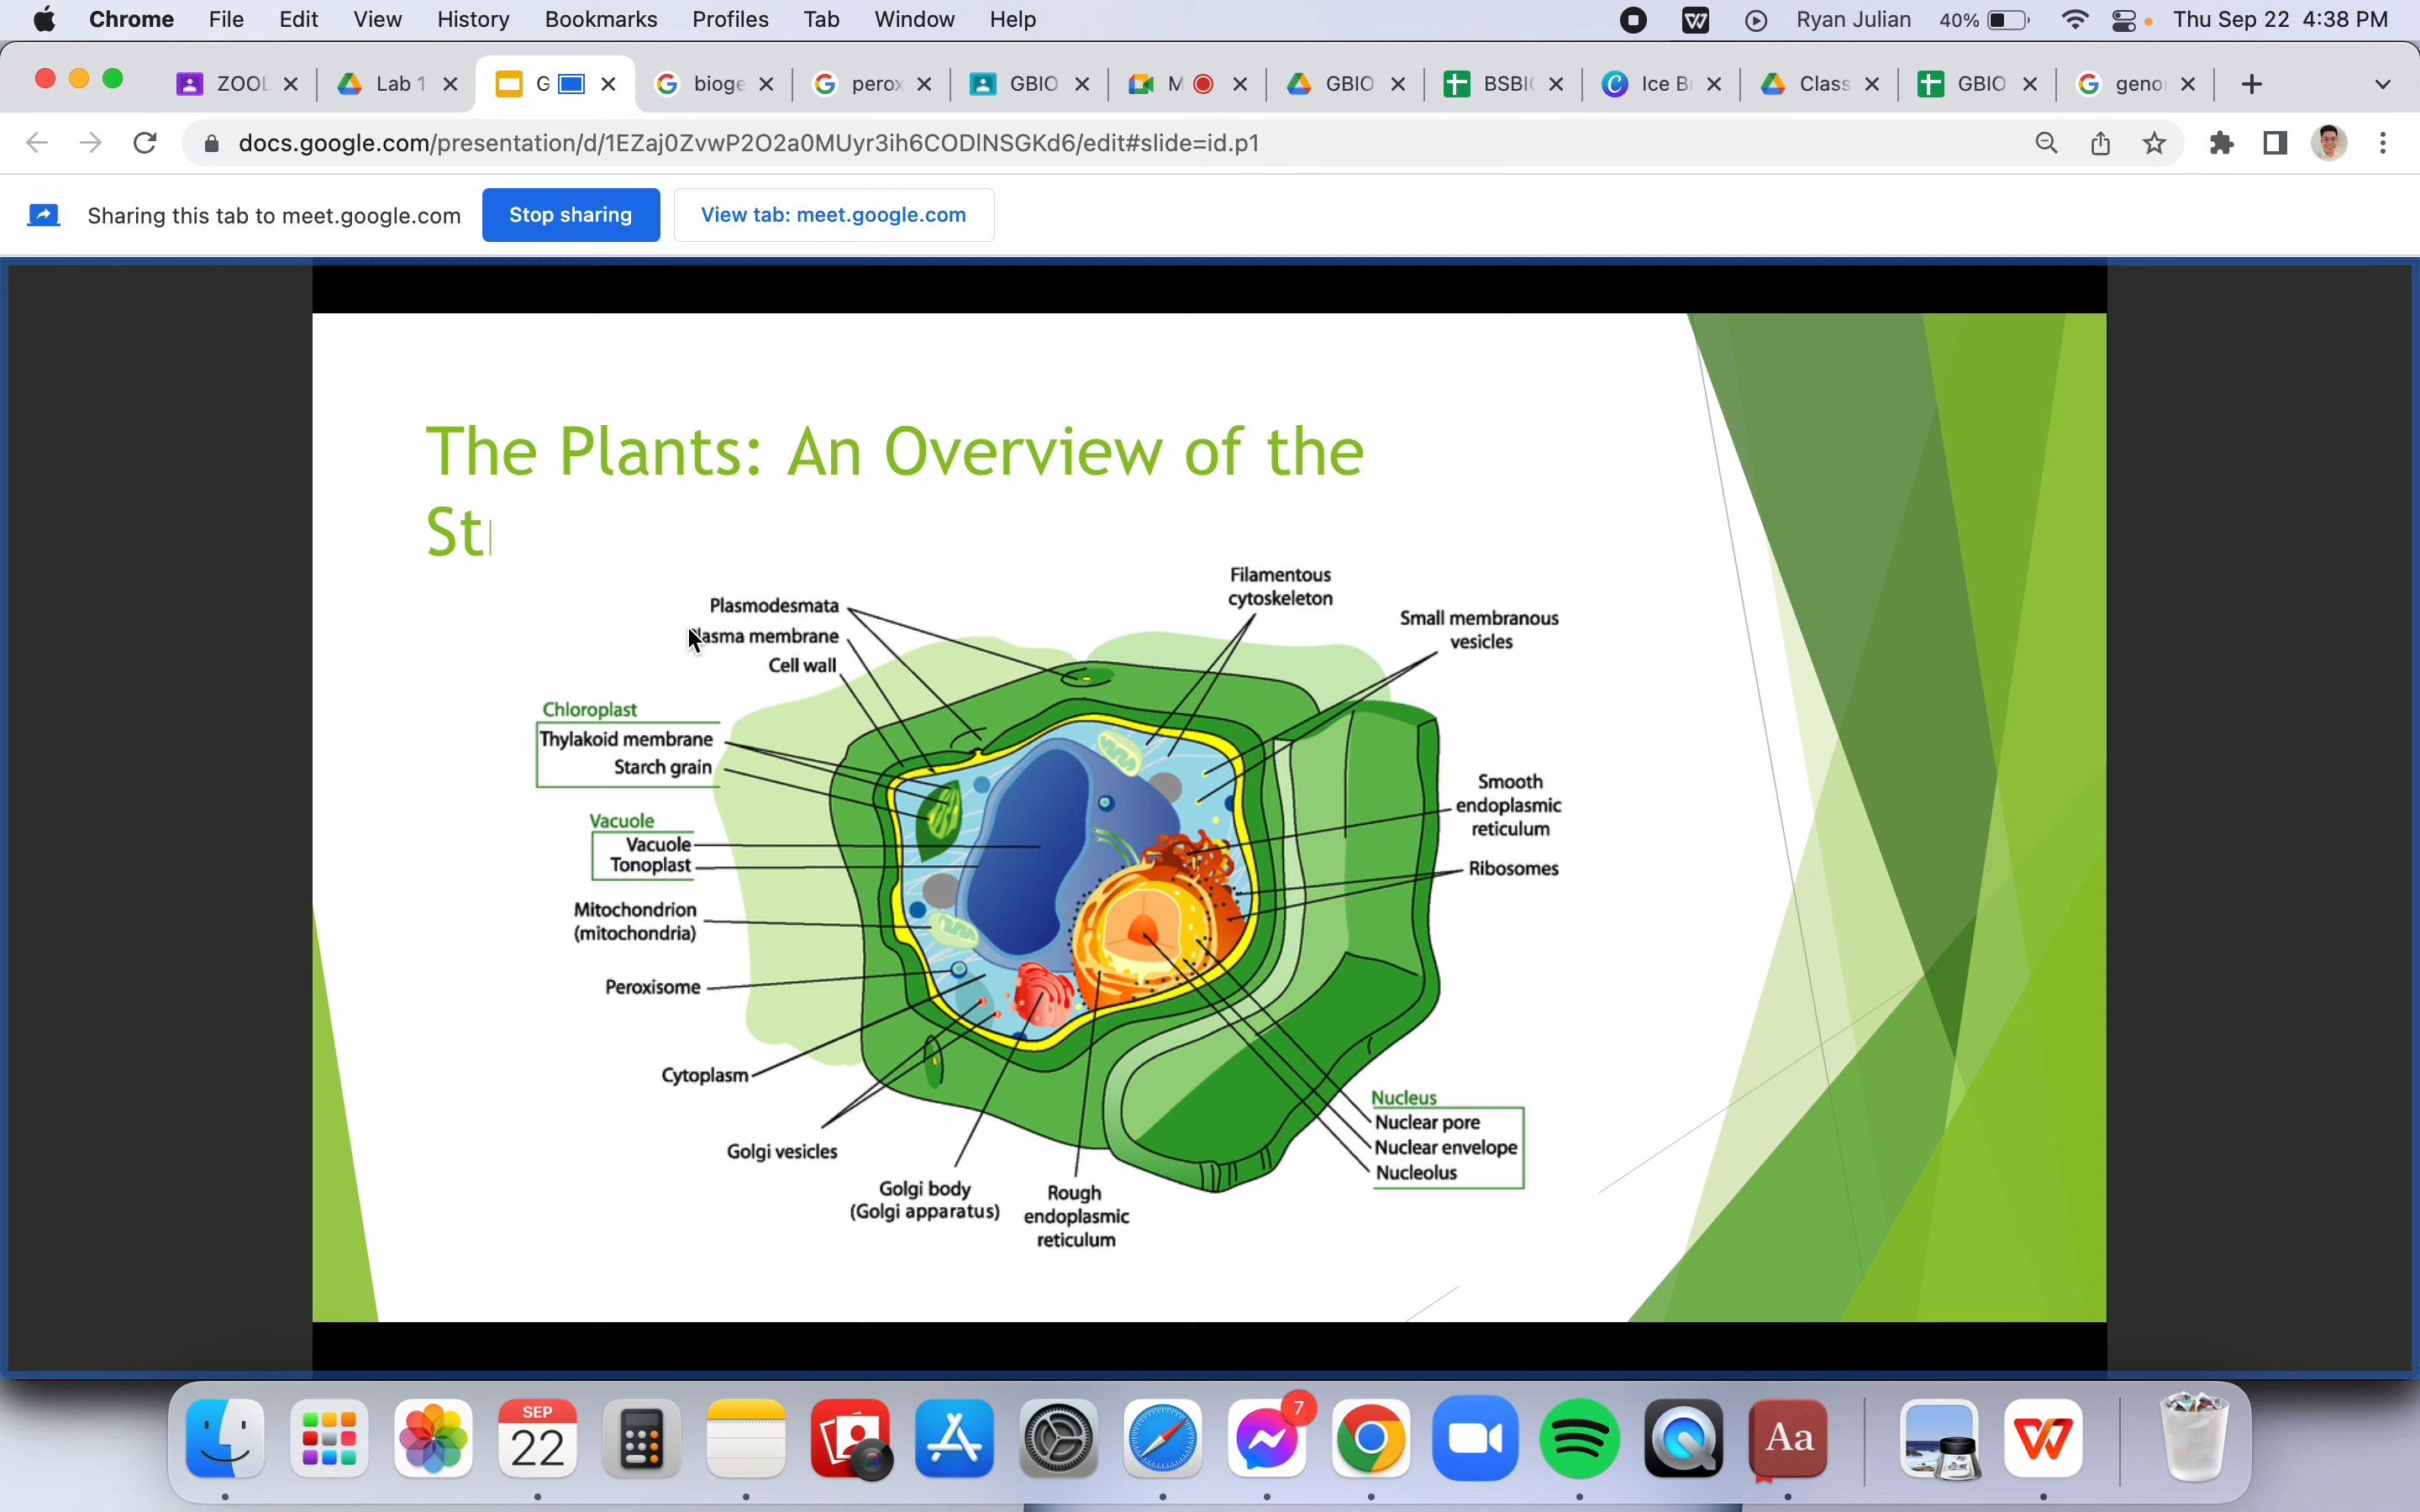 Chrome File Edit View History Bookmarks Profiles Tab Window Help Ryan Julian 40% Thu Sep 22 4:38 PM
ZOOL Lab 1 G bioge perox GBIO M GBIO BSBI Ice B Class GBIO geno
docs.google.com/presentation/d/1EZaj0ZvwP2O2a0MUyr3ih6CODlNSGKd6/edit#slide=id.p1
Sharing this tab to meet.google.com Stop sharing View tab: meet.google.com
The Plants: An Overview of the
St
Plasmodesmata
lasma membrane
Cell wall
Filamentous
cytoskeleton
Small membranous
vesicles
Chloroplast
Thylakoid membrane
Starch grain
Vacuole
Vacuole
Tonoplast
Mitochondrion
(mitochondria)
Peroxisome
Cytoplasm
Golgi vesicles
Golgi body
(Golgi apparatus)
Rough
endoplasmic
reticulum
Smooth
endoplasmic
reticulum
Ribosomes
Nucleus
Nuclear pore
Nuclear envelope
Nucleolus
SEP
22
7
Aa